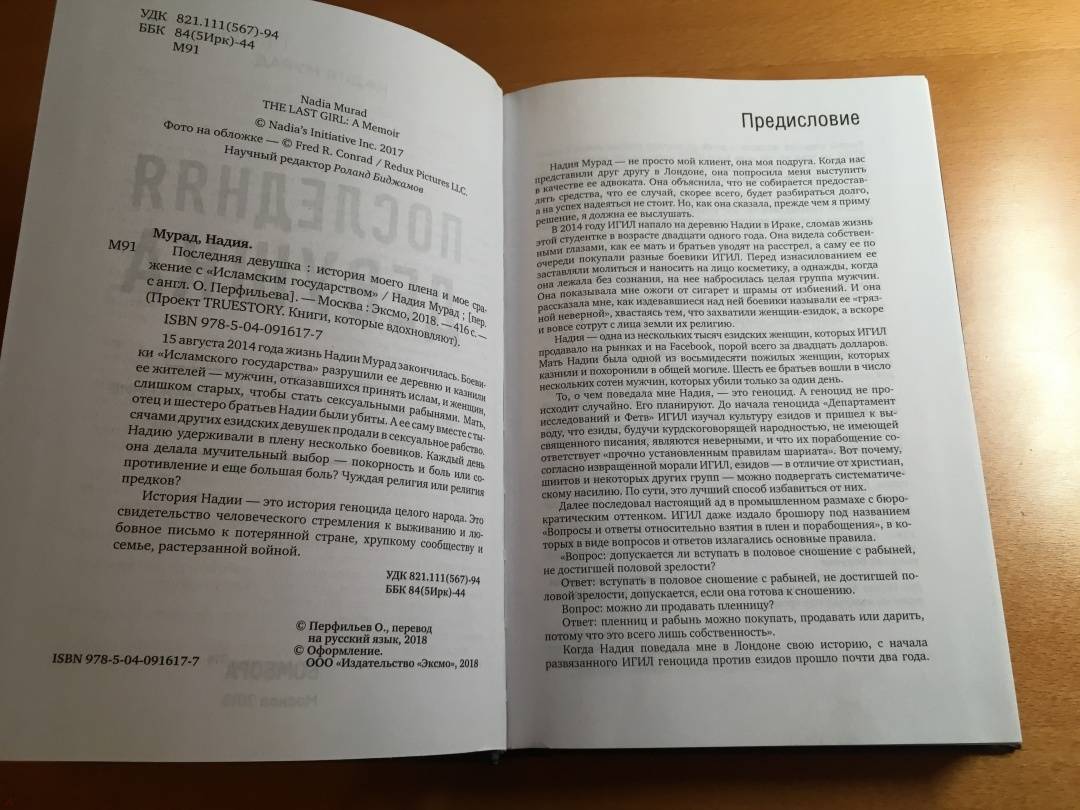 УДК 821.111(567)-94
ББК 84(5Ирк)-44
М91
Nadia Murad
THE LAST GIRL: A Memoir
© Nadia's Initiative Inc. 2017
Фото на обложке — © Fred R. Conrad / Redux Pictures LLC.
Научный редактор Роланд Биджамов
Мурад, Надия.
М91 Последняя девушка : история моего плена и мое сра-
жение с «Исламским государством» / Надия Мурад ; [пер.
с англ. О. Перфильева]. — Москва : Эксмо, 2018. — 416 с. —
(Проект TRUESTORY. Книги, которые вдохновляют).
ISBN 978-5-04-091617-7
15 августа 2014 года жизнь Надии Мурад закончилась. Боеви-
ки «Исламского государства» разрушили ее деревню и казнили
ее жителей — мужчин, отказавшихся принять ислам, и женщин,
слишком старых, чтобы стать сексуальными рабынями. Мать,
отец и шестеро братьев Надии были убиты. А ее саму вместе с ты-
сячами других езидских девушек продали в сексуальное рабство.
Надию удерживали в плену несколько боевиков. Каждый день
она делала мучительный выбор — покорность и боль или со-
противление и еще большая боль? Чуждая религия или религия
предков?
История Надии — это история геноцида целого народа. Это
свидетельство человеческого стремления к выживанию и лю-
бовное письмо к потерянной стране, хрупкому сообществу и
семье, растерзанной войной.
УДК 821.111(567)-94
ББК 84(5Ирк)-44
© Перфильев О., перевод
на русский язык, 2018
© Оформление.
ООО «Издательство «Эксмо», 2018
ISBN 978-5-04-091617-7
Предисловие
Надия Мурад — не просто мой клиент, она моя подруга. Когда нас
представили друг другу в Лондоне, она попросила меня выступить
в качестве ее адвоката. Она объяснила, что не собирается предостав-
лять средства, что ее случай, скорее всего, будет разбираться долго,
а на успех надеяться не стоит. Но, как она сказала, прежде чем я приму
решение, я должна ее выслушать.
В 2014 году ИГИЛ напало на деревню Надии в Ираке, сломав жизнь
этой студентке в возрасте двадцати одного года. Она видела собствен-
ными глазами, как ее мать и братьев уводят на расстрел, а саму ее по
очереди покупали разные боевики ИГИЛ. Перед изнасилованием ее
заставляли молиться и наносить на лицо косметику, а однажды, когда
она лежала без сознания, на нее набросилась целая группа мужчин.
Она показывала мне ожоги от сигарет и шрамы от избиений. И она
рассказала мне, как издевавшиеся над ней боевики называли ее «гряз-
ной неверной», хвастаясь тем, что захватили женщин-езидок, а вскоре
и вовсе сотрут с лица земли их религию.
Надия — одна из нескольких тысяч езидских женщин, которых ИГИЛ
продавало на рынках и на Facebook, порой всего за двадцать долларов.
Мать Надии была одной из восьмидесяти пожилых женщин, которых
казнили и похоронили в общей могиле. Шесть ее братьев вошли в число
нескольких сотен мужчин, которых убили только за один день.
То, о чем поведала мне Надия, — это геноцид. А геноцид не про-
исходит случайно. Его планируют. До начала геноцида «Департамент
исследований и Фетв» ИГИЛ изучал культуру езидов и пришел к вы-
воду, что езиды, будучи курдскоговорящей народностью, не имеющей
священного писания, являются неверными, и что их порабощение со-
ответствует «прочно установленным правилам шариата». Вот почему,
согласно извращенной морали ИГИЛ, езидов — в отличие от христиан,
шиитов и некоторых других групп — можно подвергать систематиче-
скому насилию. По сути, это лучший способ избавиться от них.
Далее последовал настоящий ад в промышленном размахе с бюро-
кратическим оттенком. ИГИЛ даже издало брошюру под названием
«Вопросы и ответы относительно взятия в плен и порабощения», в ко-
торых в виде вопросов и ответов излагались основные правила.
«Вопрос: допускается ли вступать в половое сношение с рабыней,
не достигшей половой зрелости?
Ответ: вступать в половое сношение с рабыней, не достигшей по-
ловой зрелости, допускается, если она готова к сношению.
Вопрос: можно ли продавать пленницу?
Ответ: пленниц и рабынь можно покупать, продавать или дарить,
потому что это всего лишь собственность».
Когда Надия поведала мне в Лондоне свою историю, с начала
развязанного ИГИЛ геноцида против езидов прошло почти два года.